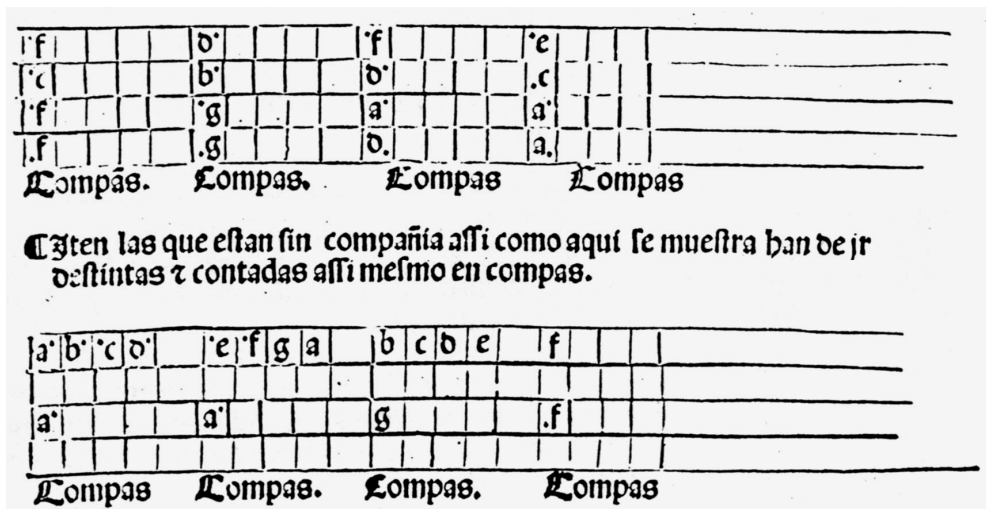 ·f d· ·f ·e
·c b· d· .c
·f ·g a· a·
.f .g d. a.
Compãs. Compas. Compas Compas
¶Iten las que eſtan ſin compañia aſſi como aqui ſe mueſtra han de jr
deſtintas ⁊ contadas aſſi meſmo en compas.
a· b· ·c d· ·e ·f g a b c d e f
a· a· g .f
Compas Compas. Compas. Compas